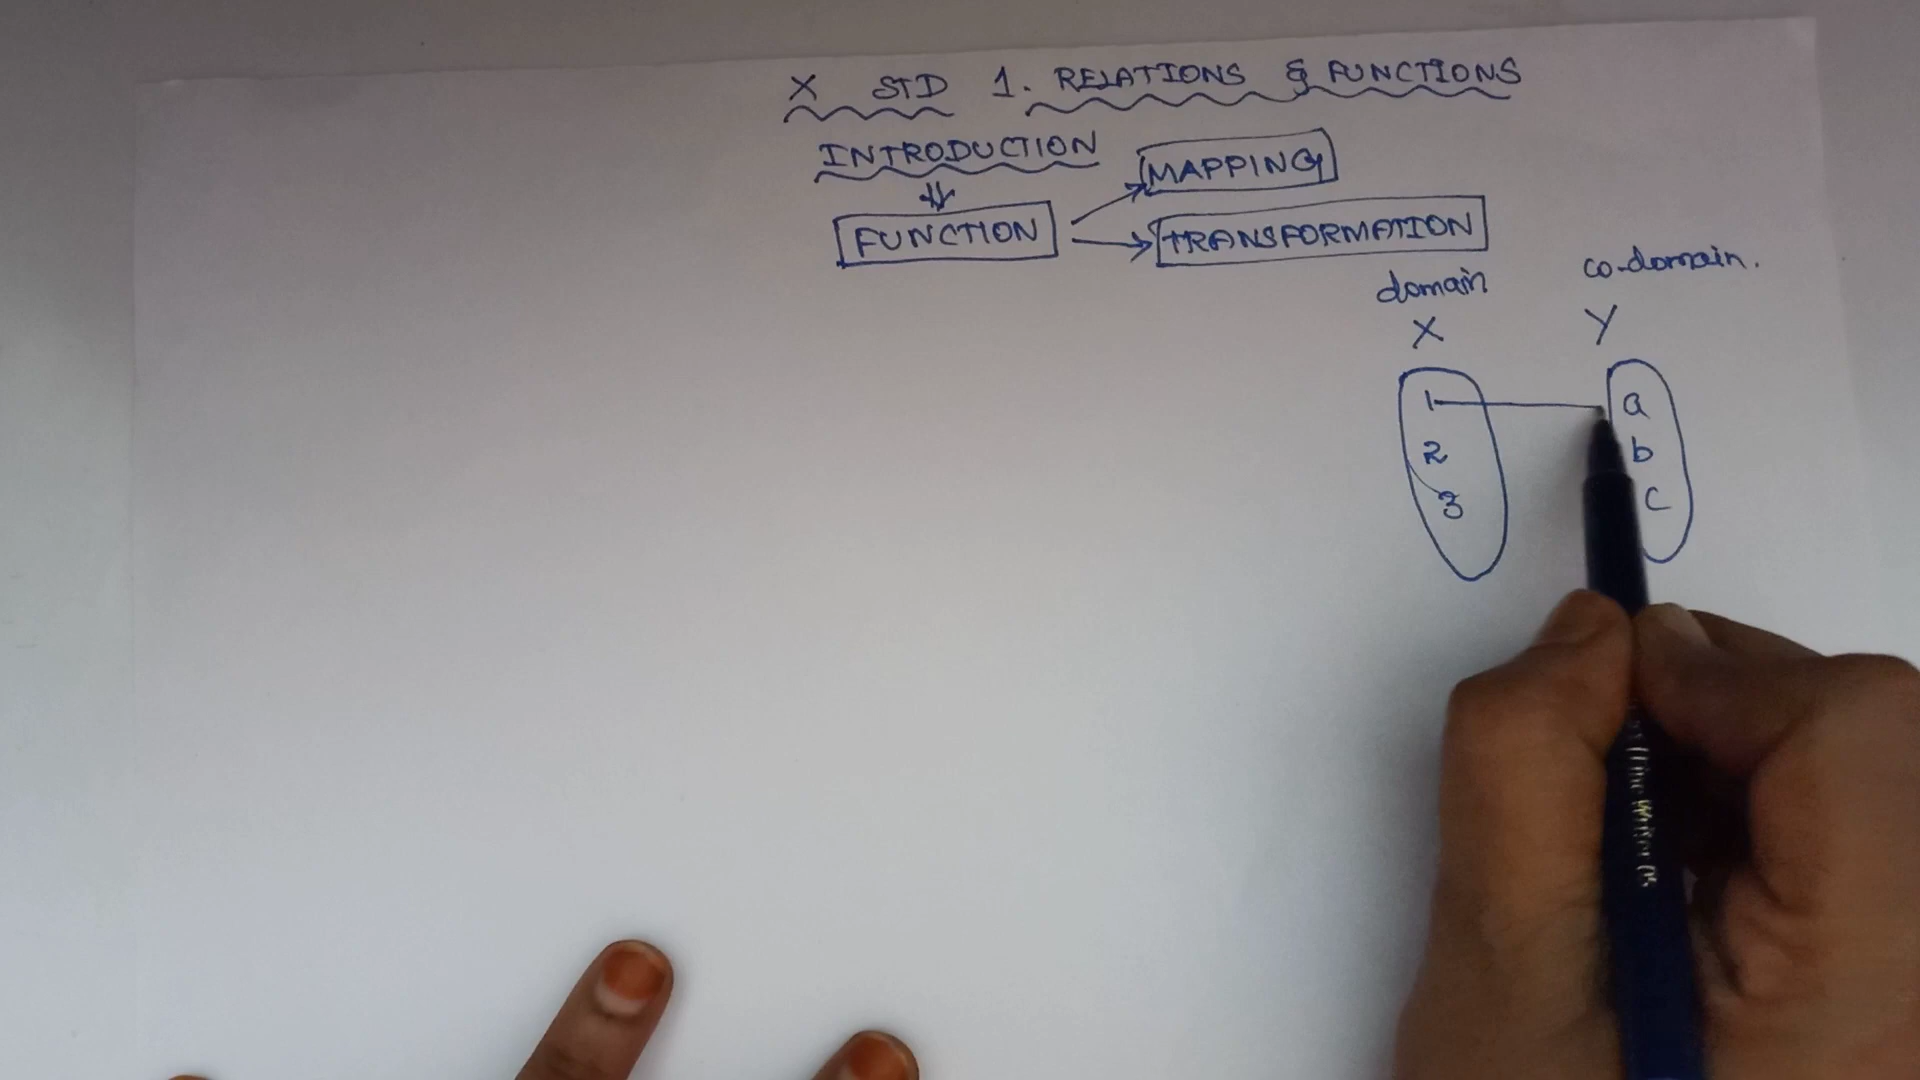 X STD 1. RELATIONS & FUNCTIONS
INTRODUCTION
MAPPING
FUNCTION
TRANSFORMATION
domain co-domain.
X Y
1 a
2 b
3 c